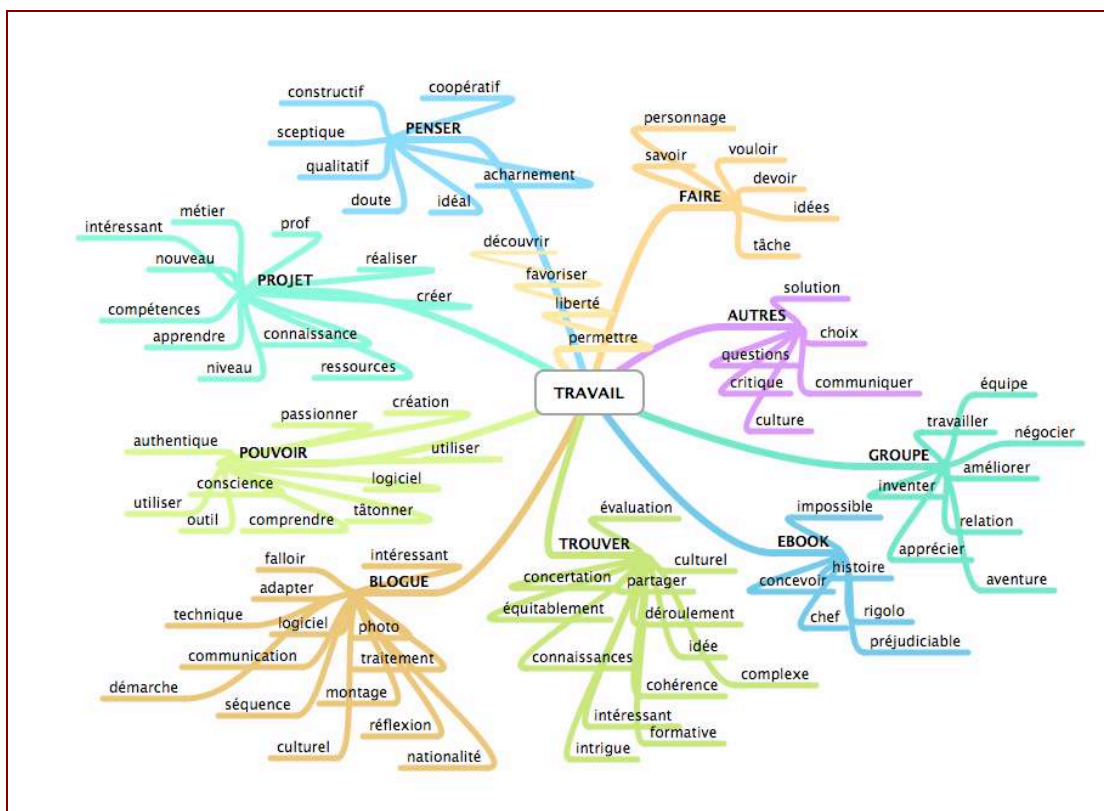 coopératif
constructif
PENSER
sceptique
qualitatif
acharnement
doute
idéal
personnage
savoir
vouloir
devoir
FAIRE
idées
tâche
métier
intéressant
prof
nouveau
réaliser
PROJET
créer
compétences
apprendre
connaissance
niveau
ressources
découvrir
favoriser
liberté
permettre
solution
AUTRES
choix
questions
critique
communiquer
culture
TRAVAIL
création
passionner
authentique
POUVOIR
utiliser
conscience
logiciel
utiliser
outil
comprendre
tâtonner
équipe
travailler
négocier
GROUPE
améliorer
inventer
relation
apprécier
aventure
impossible
EBOOK
histoire
concevoir
chef
rigolo
préjudiciable
évaluation
TROUVER
culturel
concertation
partager
équitablement
déroulement
idée
connaissances
complexe
cohérence
intéressant
formative
intrigue
intéressant
falloir
BLOGUE
adapter
technique
logiciel
photo
communication
traitement
démarche
montage
séquence
réflexion
culturel
nationalité